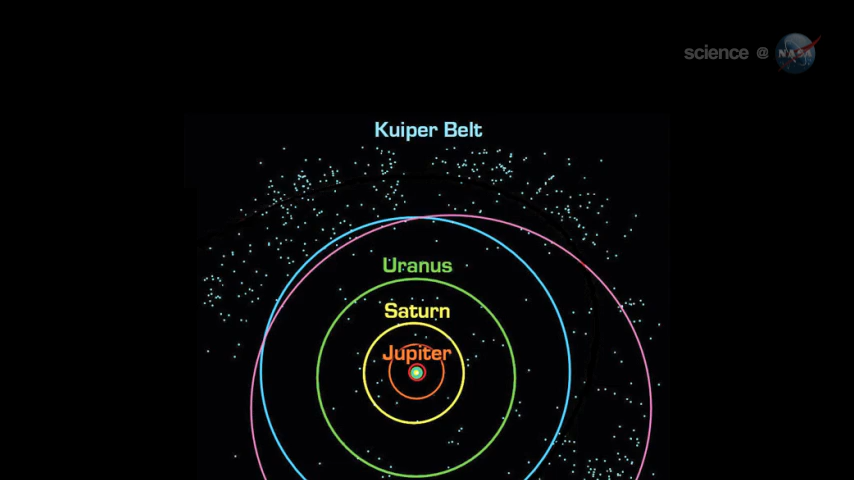 science @ NASA
Kuiper Belt
Uranus
Saturn
Jupiter